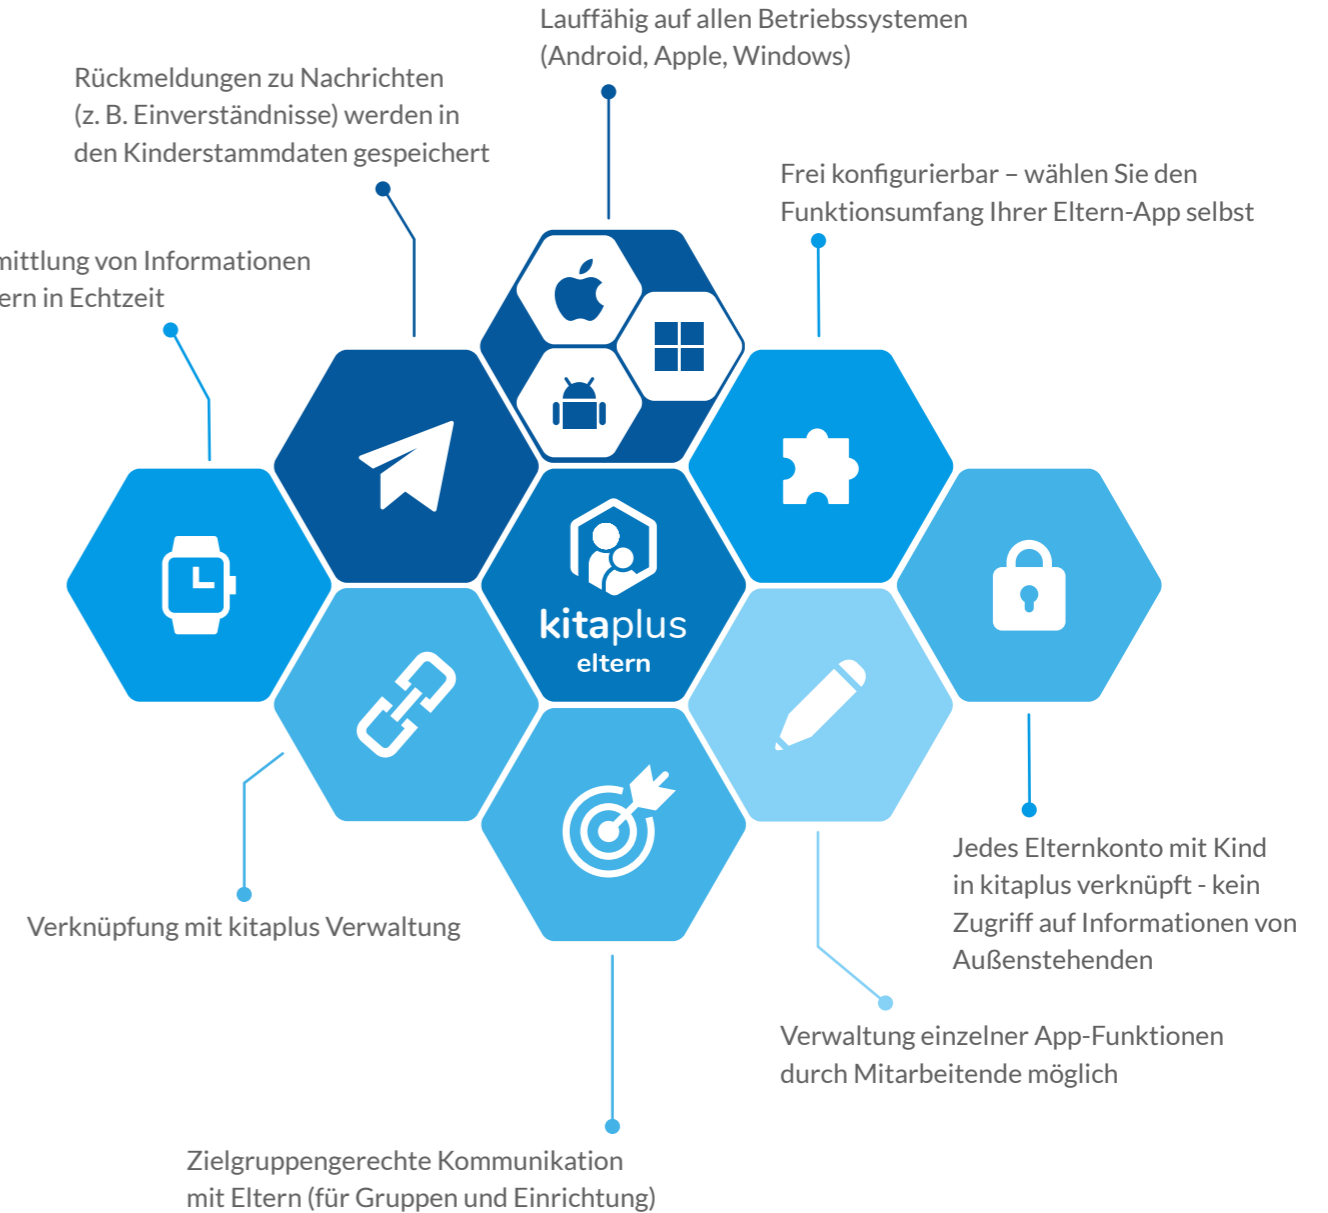 Lauffähig auf allen Betriebssystemen
(Android, Apple, Windows)
Rückmeldungen zu Nachrichten
(z. B. Einverständnisse) werden in
den Kinderstammdaten gespeichert
Frei konfigurierbar – wählen Sie den
Funktionsumfang Ihrer Eltern-App selbst
von Informationen
in Echtzeit
kitaplus
eltern
Jedes Elternkonto mit Kind
in kitaplus verknüpft - kein
Zugriff auf Informationen von
Außenstehenden
Verknüpfung mit kitaplus Verwaltung
Verwaltung einzelner App-Funktionen
durch Mitarbeitende möglich
Zielgruppengerechte Kommunikation
mit Eltern (für Gruppen und Einrichtung)